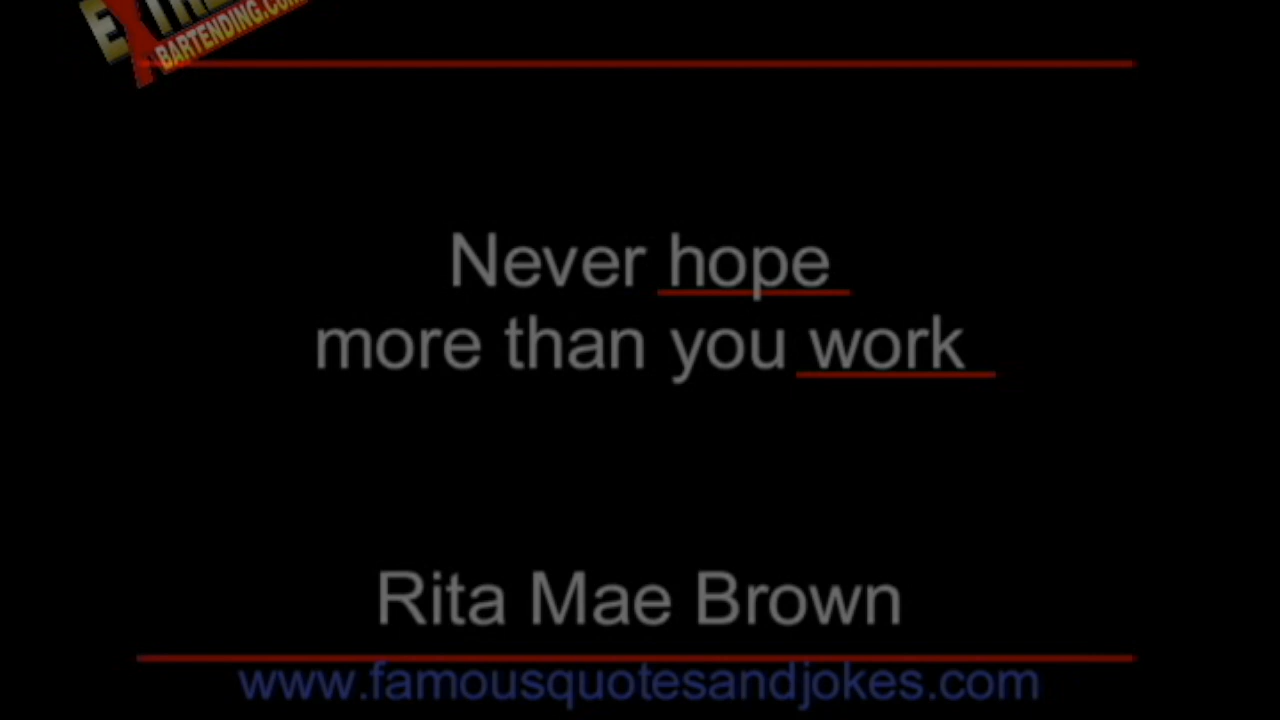 BARTENDING.COM
Never hope
more than you work
Rita Mae Brown
www.famousquotesandjokes.com